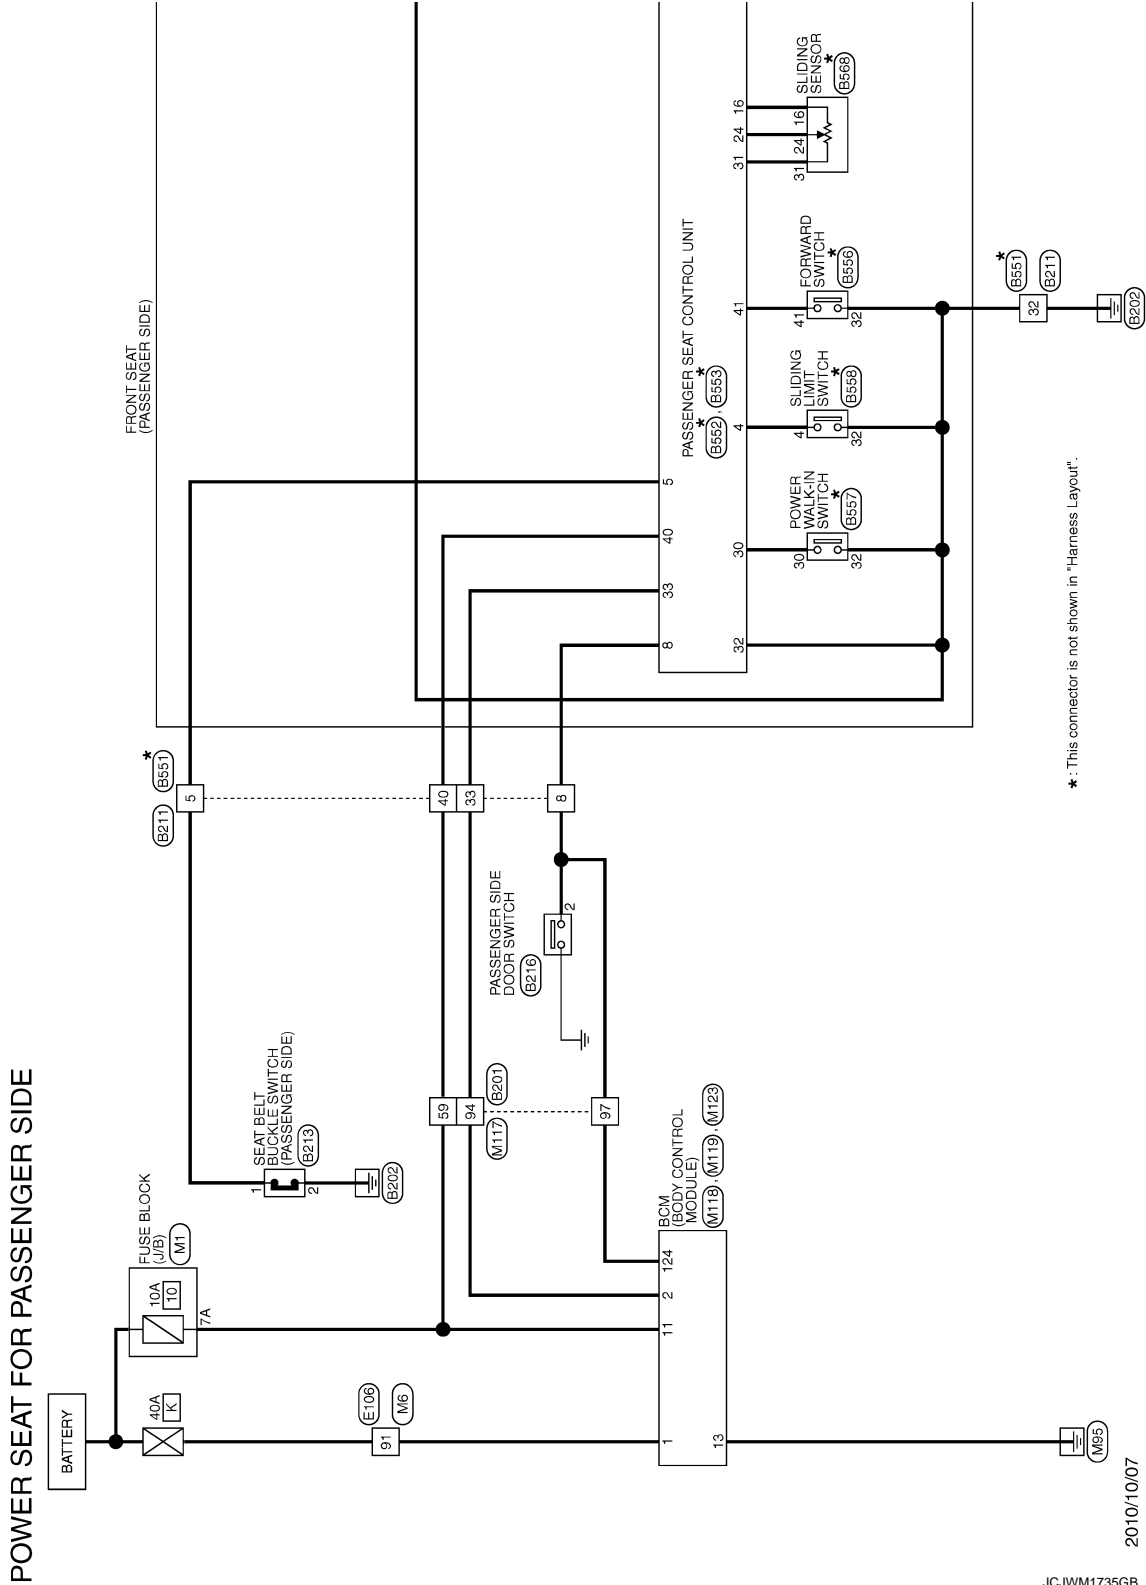 POWER SEAT FOR PASSENGER SIDE
BATTERY
40A
K
10A
10
FUSE BLOCK
(J/B)
M1
7A
E106
M6
91
1
11
2
124
13
BCM
(BODY CONTROL
MODULE)
M118 , M119 , M123
M95
SEAT BELT
BUCKLE SWITCH
(PASSENGER SIDE)
B213
1
2
B202
59
94
97
M117
B201
PASSENGER SIDE
DOOR SWITCH
B216
2
B211
B551
*
5
40
33
8
FRONT SEAT
(PASSENGER SIDE)
8
33
40
5
PASSENGER SEAT CONTROL UNIT
B552 * , B553 *
32
30
4
41
31
24
16
POWER
WALK-IN
SWITCH
*
B557
30
32
SLIDING
LIMIT
SWITCH
*
B558
4
32
FORWARD
SWITCH
*
B556
41
32
SLIDING
SENSOR
*
B568
31
24
16
*
B551
B211
32
B202
* : This connector is not shown in "Harness Layout".
2010/10/07
JCJWM1735GB